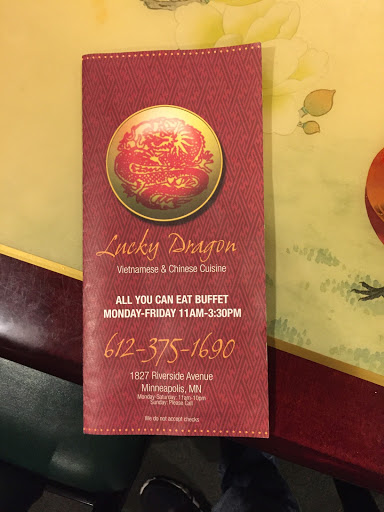 Lucky Dragon
Vietnamese & Chinese Cuisine
ALL YOU CAN EAT BUFFET
MONDAY-FRIDAY 11AM-3:30PM
612-375-1690
1827 Riverside Avenue
Minneapolis, MN
Monday-Saturday: 11am-10pm
Sunday: Please Call
We do not accept checks